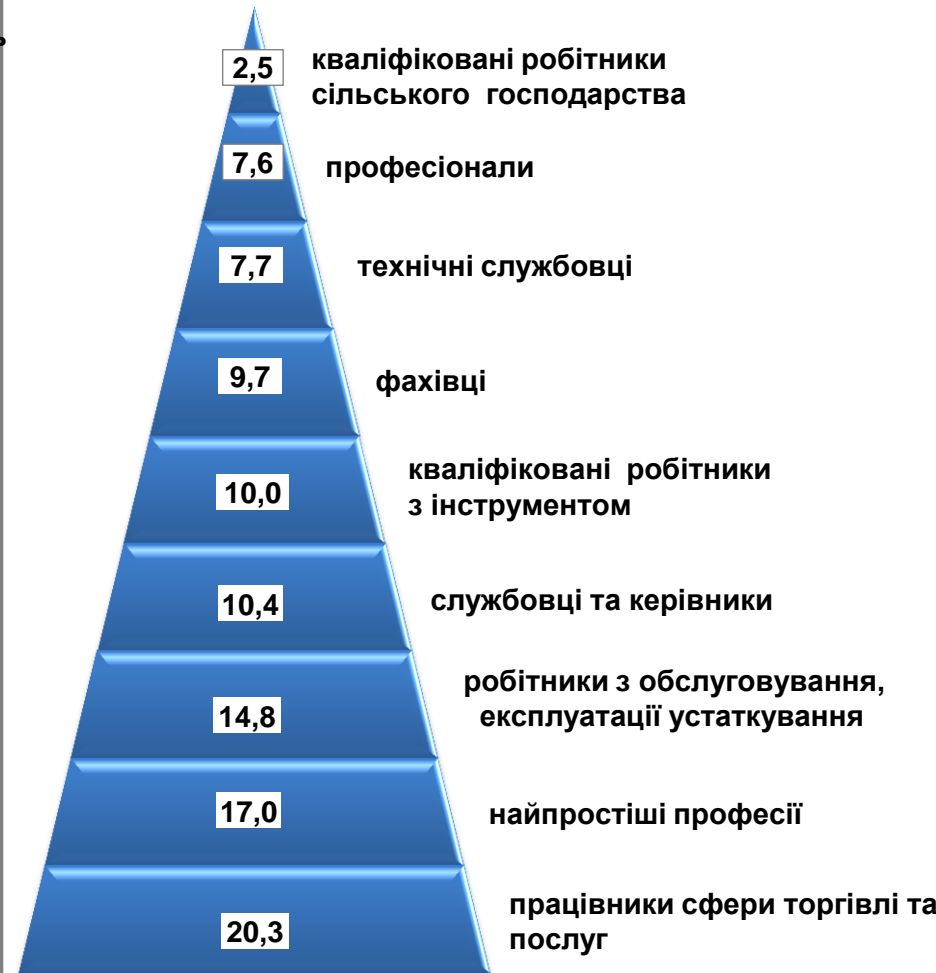 ь
2,5
кваліфіковані робітники
сільського господарства
7,6
професіонали
7,7
технічні службовці
9,7
фахівці
10,0
кваліфіковані робітники
з інструментом
10,4
службовці та керівники
14,8
робітники з обслуговування,
експлуатації устаткування
17,0
найпростіші професії
20,3
працівники сфери торгівлі та
послуг